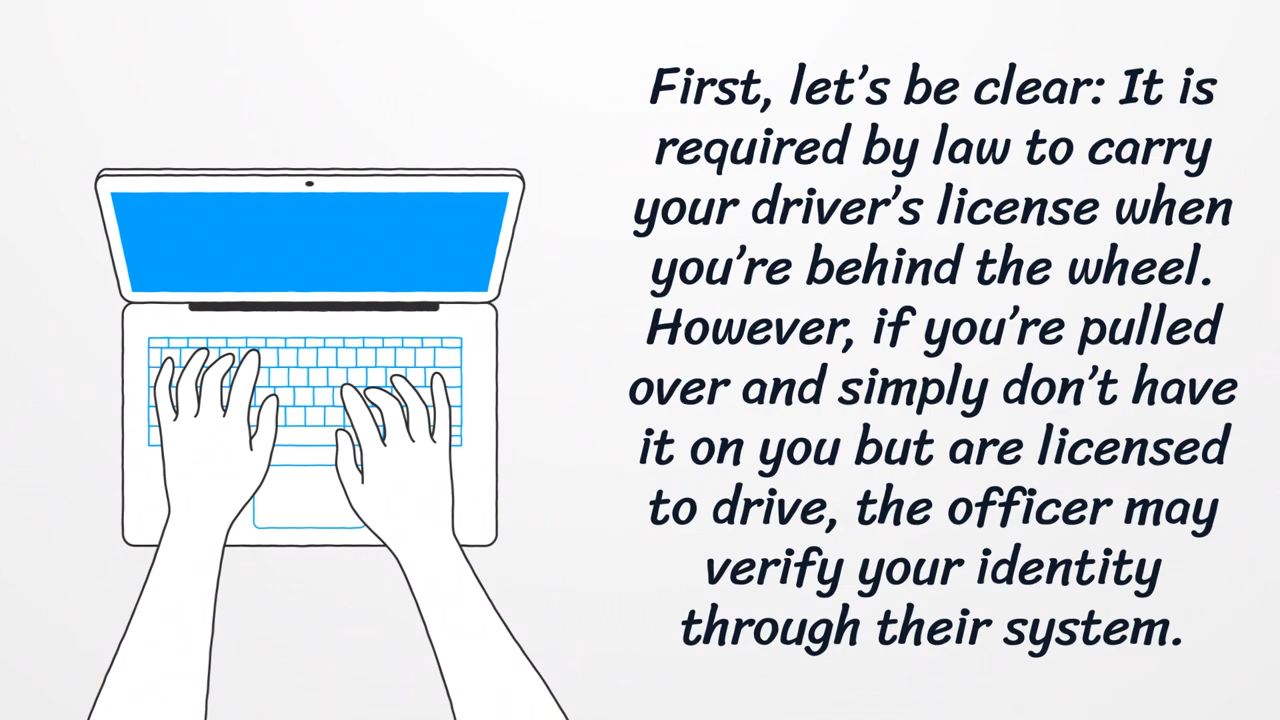 First, let’s be clear: It is
required by law to carry
your driver’s license when
you’re behind the wheel.
However, if you’re pulled
over and simply don’t have
it on you but are licensed
to drive, the officer may
verify your identity
through their system.